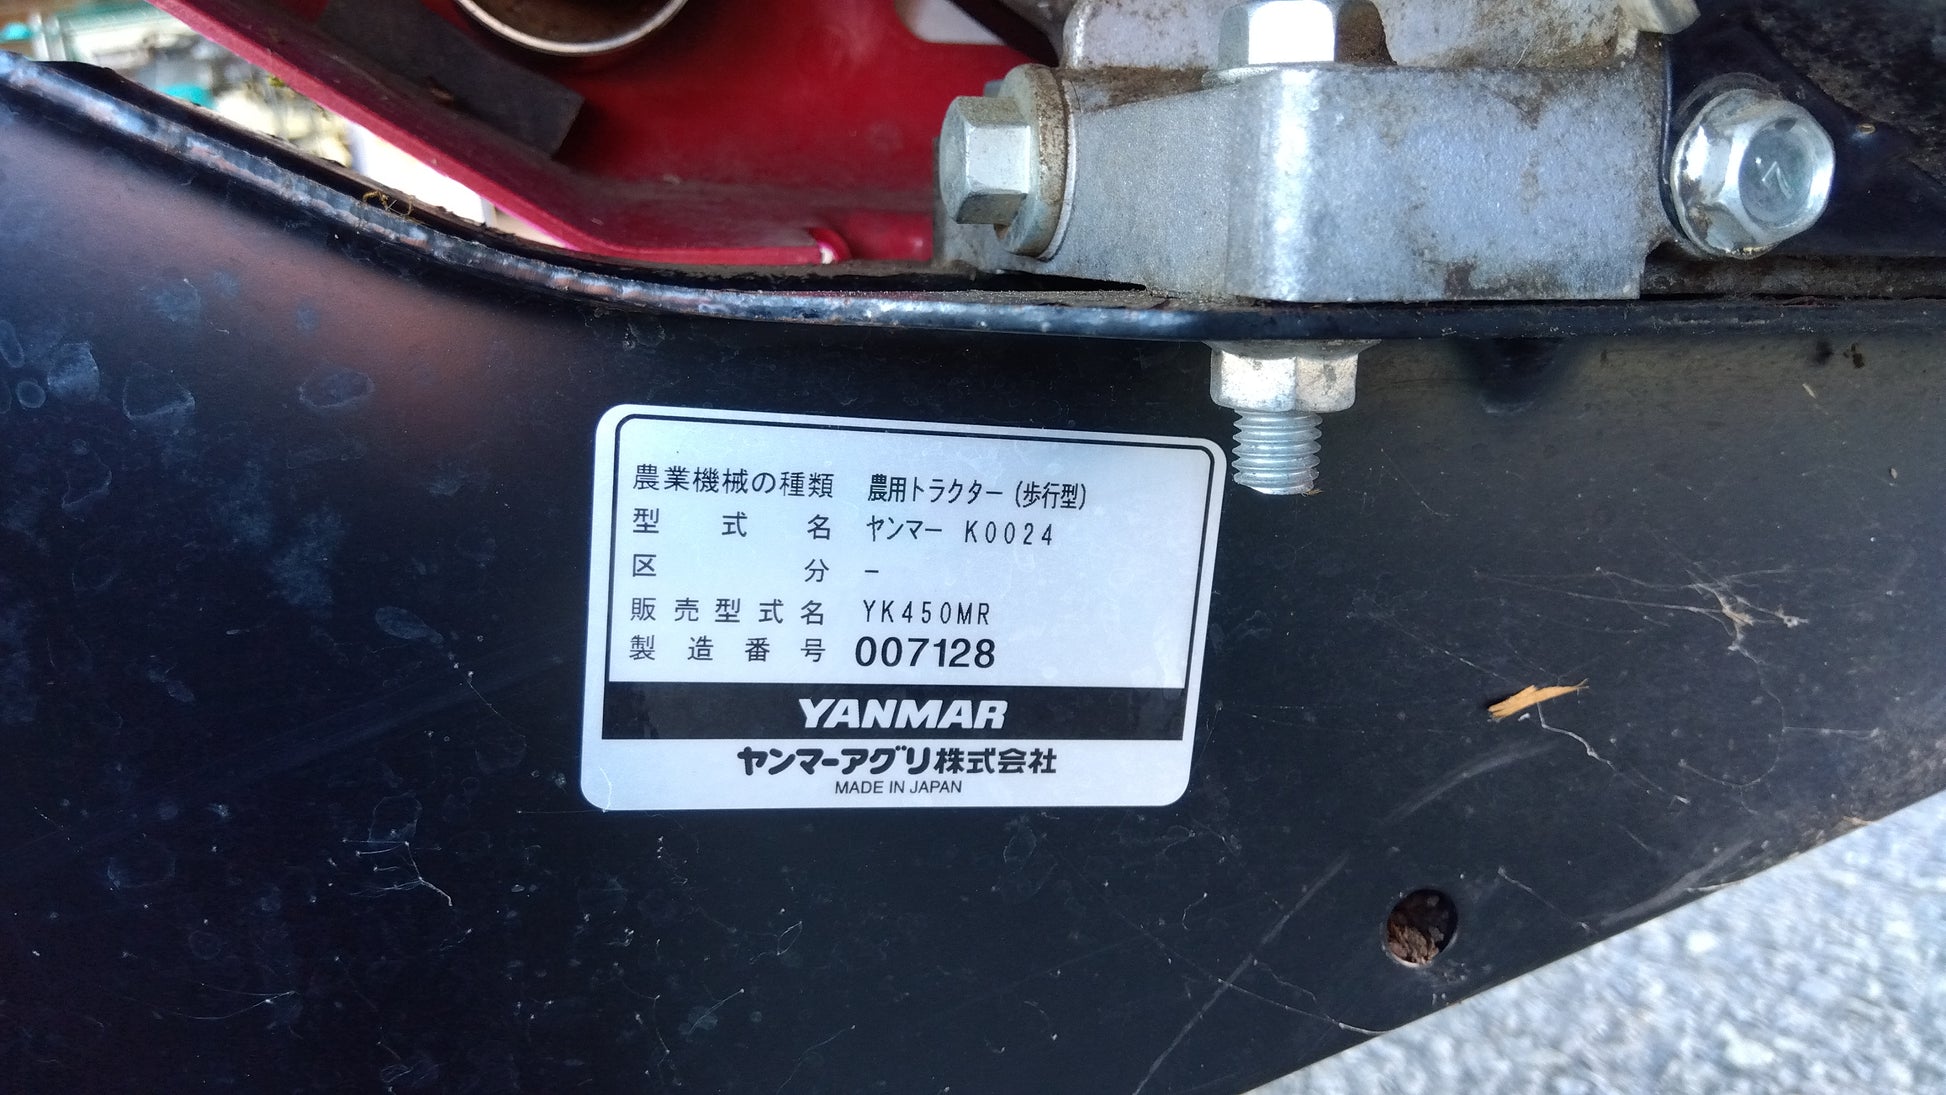 農業機械の種類 農用トラクター (歩行型)
型式名 ヤンマー K0024
区分 −
販売型式名 YK450MR
製造番号 007128
YANMAR
ヤンマーアグリ株式会社
MADE IN JAPAN
7